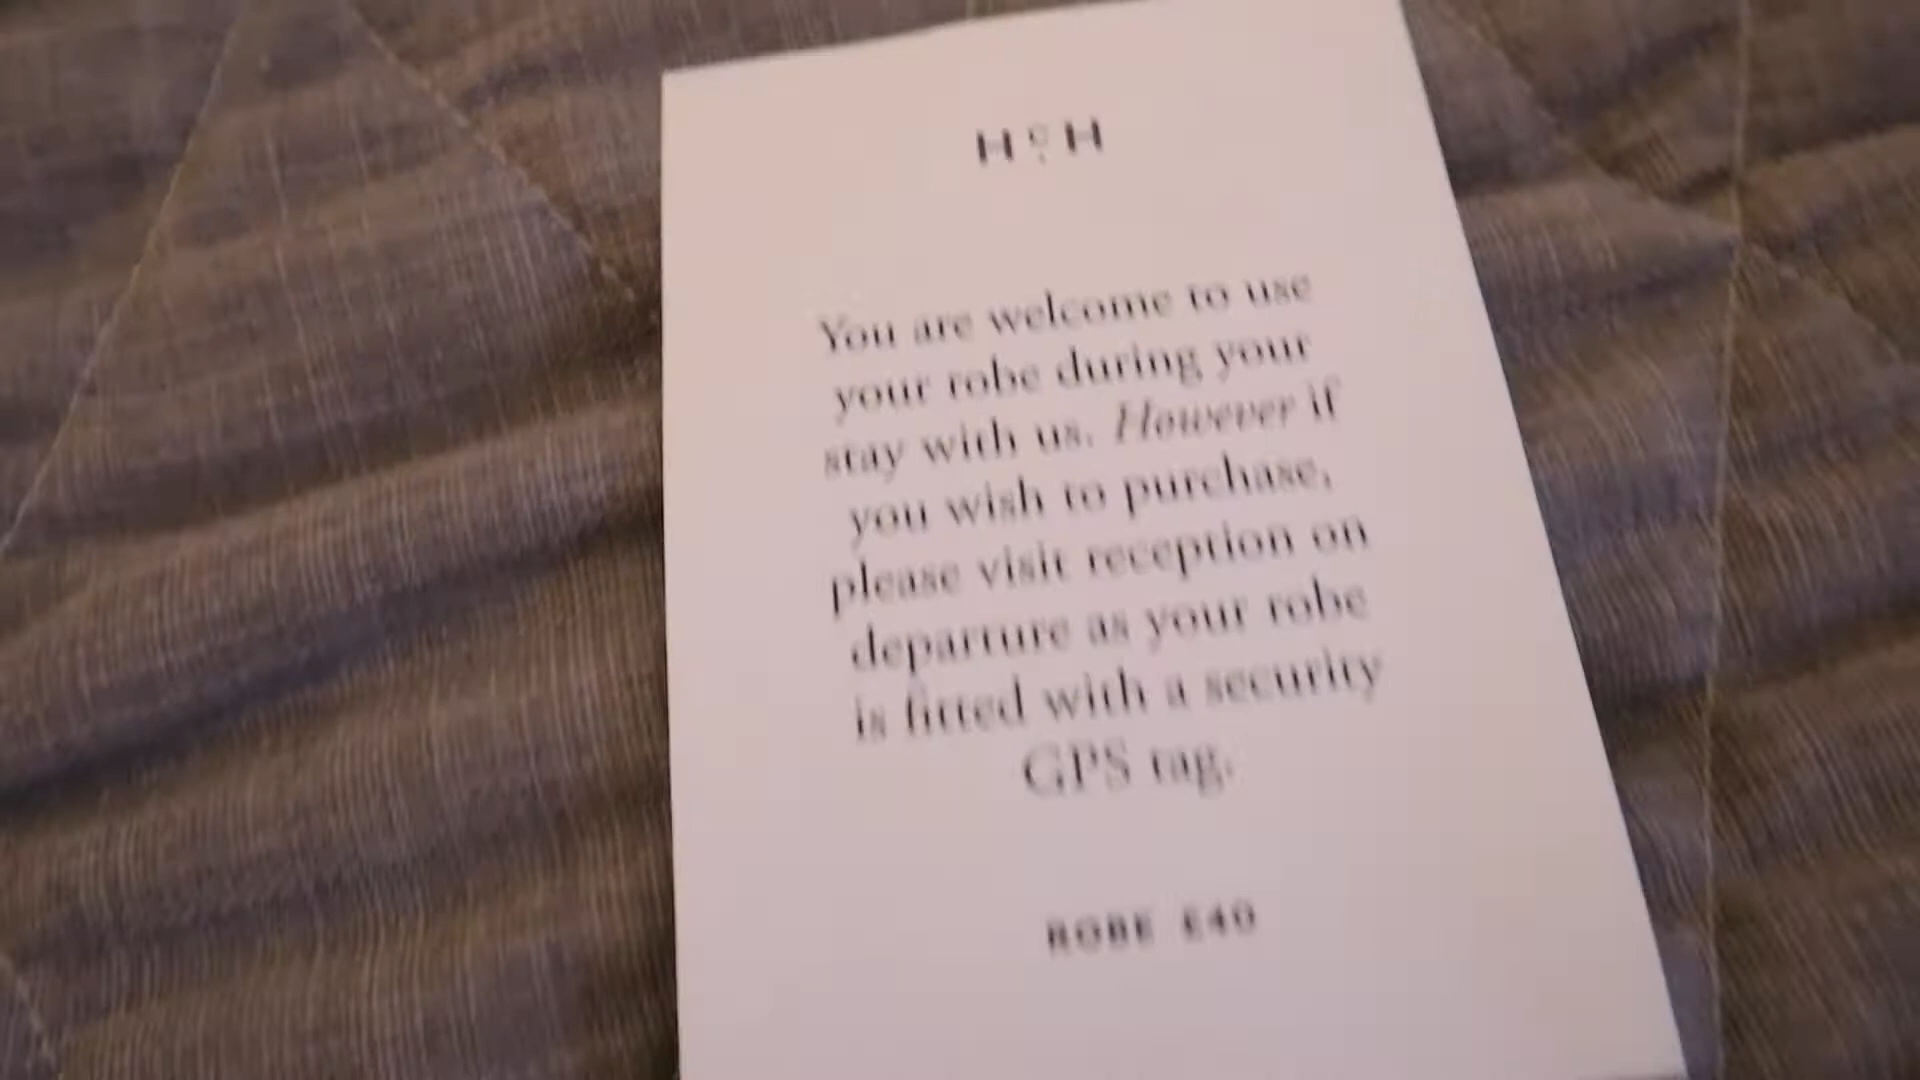 H H
You are welcome to use
your robe during your
stay with us. However if
you wish to purchase,
please visit reception on
departure as your robe
is fitted with a security
GPS tag.
ROBE £40